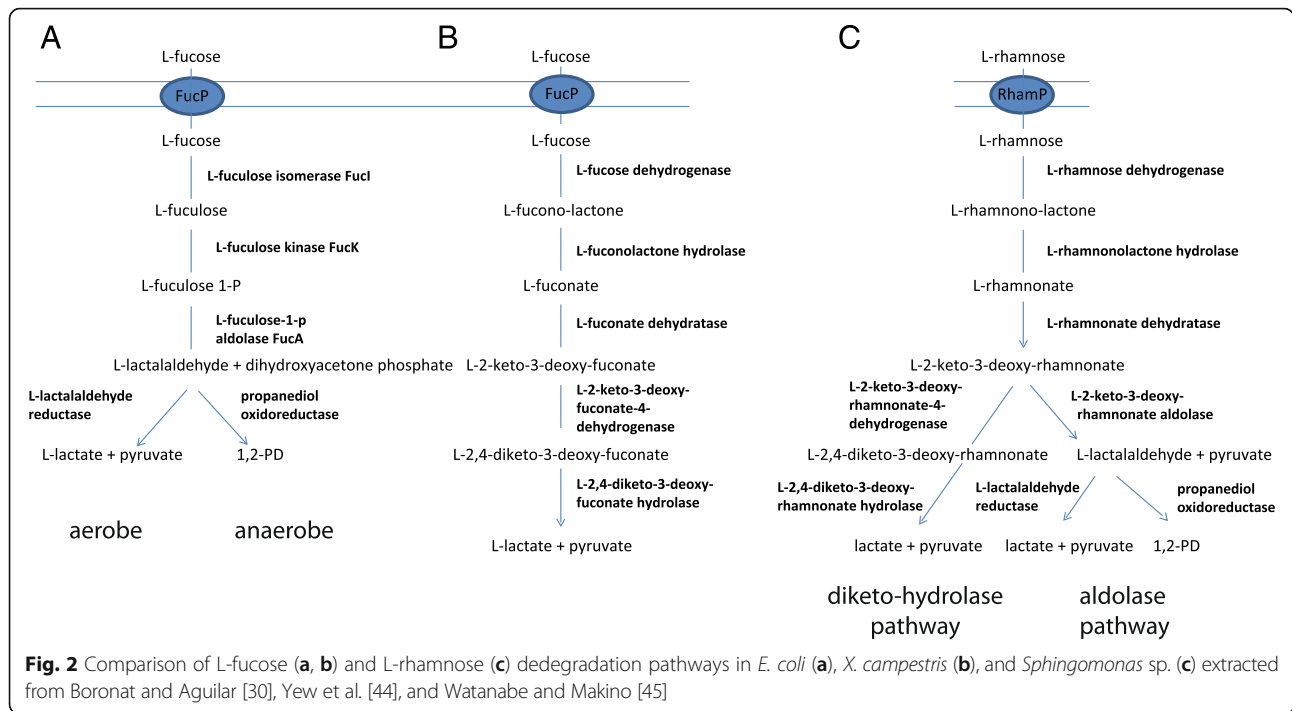 A
L-fucose
FucP
L-fucose
L-fuculose isomerase FucI
L-fuculose
L-fuculose kinase FucK
L-fuculose 1-P
L-fuculose-1-p
aldolase FucA
L-lactalaldehyde + dihydroxyacetone phosphate
L-lactalaldehyde
reductase
propanediol
oxidoreductase
L-lactate + pyruvate
1,2-PD
aerobe
anaerobe
B
L-fucose
FucP
L-fucose
L-fucose dehydrogenase
L-fucono-lactone
L-fuconolactone hydrolase
L-fuconate
L-fuconate dehydratase
L-2-keto-3-deoxy-fuconate
L-2-keto-3-deoxy-
fuconate-4-
dehydrogenase
L-2,4-diketo-3-deoxy-fuconate
L-2,4-diketo-3-deoxy-
fuconate hydrolase
L-lactate + pyruvate
C
L-rhamnose
RhamP
L-rhamnose
L-rhamnose dehydrogenase
L-rhamnono-lactone
L-rhamnonolactone hydrolase
L-rhamnonate
L-rhamnonate dehydratase
L-2-keto-3-deoxy-rhamnonate
L-2-keto-3-deoxy-
rhamnonate-4-
dehydrogenase
L-2-keto-3-deoxy-
rhamnonate aldolase
L-2,4-diketo-3-deoxy-rhamnonate
L-lactalaldehyde + pyruvate
L-2,4-diketo-3-deoxy-
rhamnonate hydrolase
L-lactalaldehyde
reductase
propanediol
oxidoreductase
lactate + pyruvate
lactate + pyruvate
1,2-PD
diketo-hydrolase
pathway
aldolase
pathway
Fig. 2 Comparison of L-fucose (a, b) and L-rhamnose (c) dedegradation pathways in E. coli (a), X. campestris (b), and Sphingomonas sp. (c) extracted
from Boronat and Aguilar [30], Yew et al. [44], and Watanabe and Makino [45]